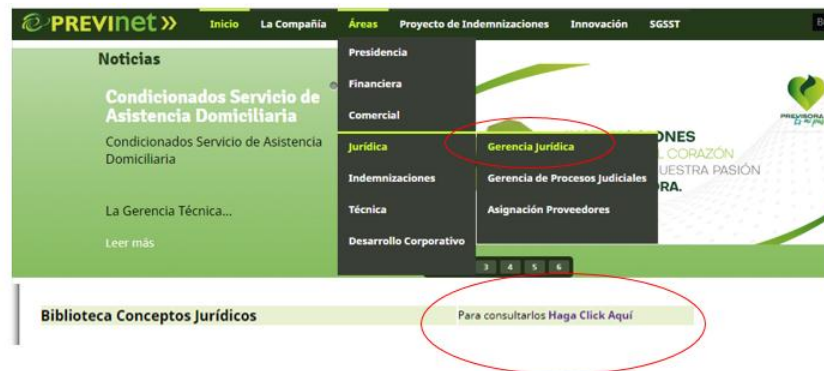 PREVInet»
Inicio La Compañía Áreas Proyecto de Indemnizaciones Innovación SGSST
Noticias
Condicionados Servicio de
Asistencia Domiciliaria
Condicionados Servicio de Asistencia
Domiciliaria
La Gerencia Técnica...
Leer más
Presidencia
Financiera
Comercial
Jurídica
Indemnizaciones
Técnica
Desarrollo Corporativo
Gerencia Jurídica
Gerencia de Procesos Judiciales
Asignación Proveedores
CORAZÓN
UESTRA PASIÓN
PREVISORA
3 4 5 6
Biblioteca Conceptos Jurídicos
Para consultarlos Haga Click Aquí